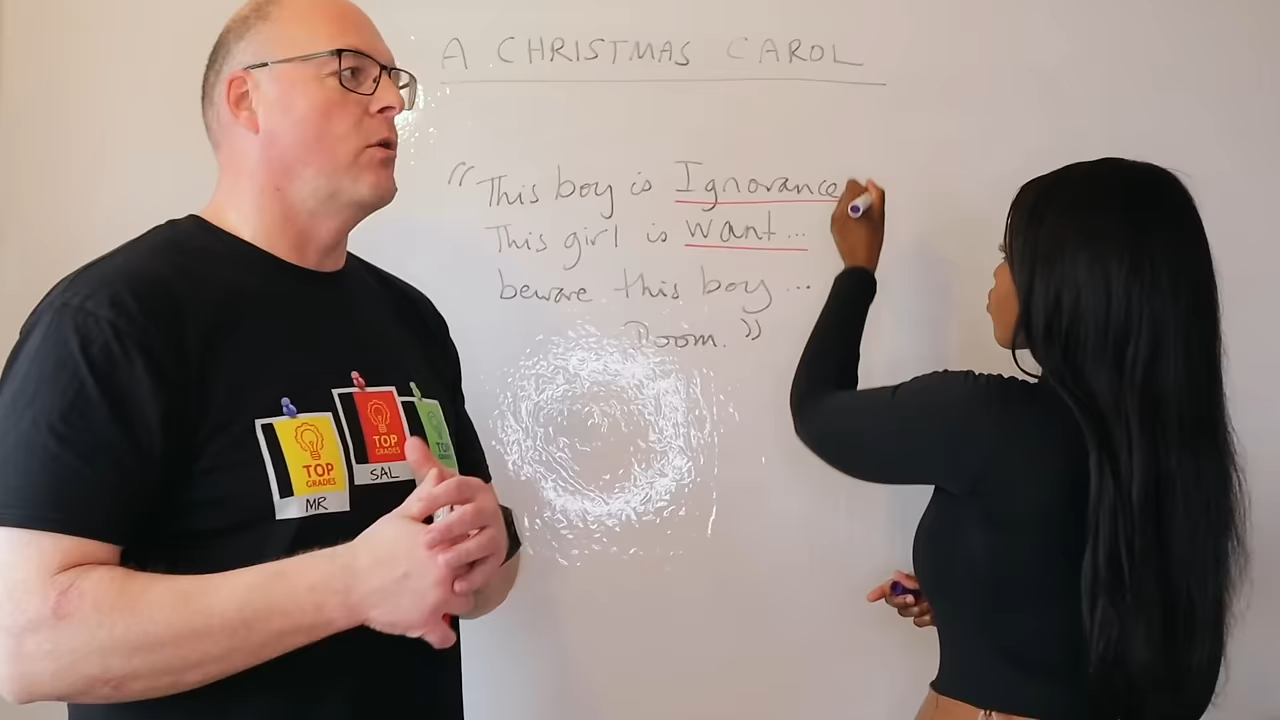 A CHRISTMAS CAROL
"This boy is Ignorance
This girl is want...
beware this boy...
Doom."
TOP
GRADES
MR
TOP
GRADES
SAL